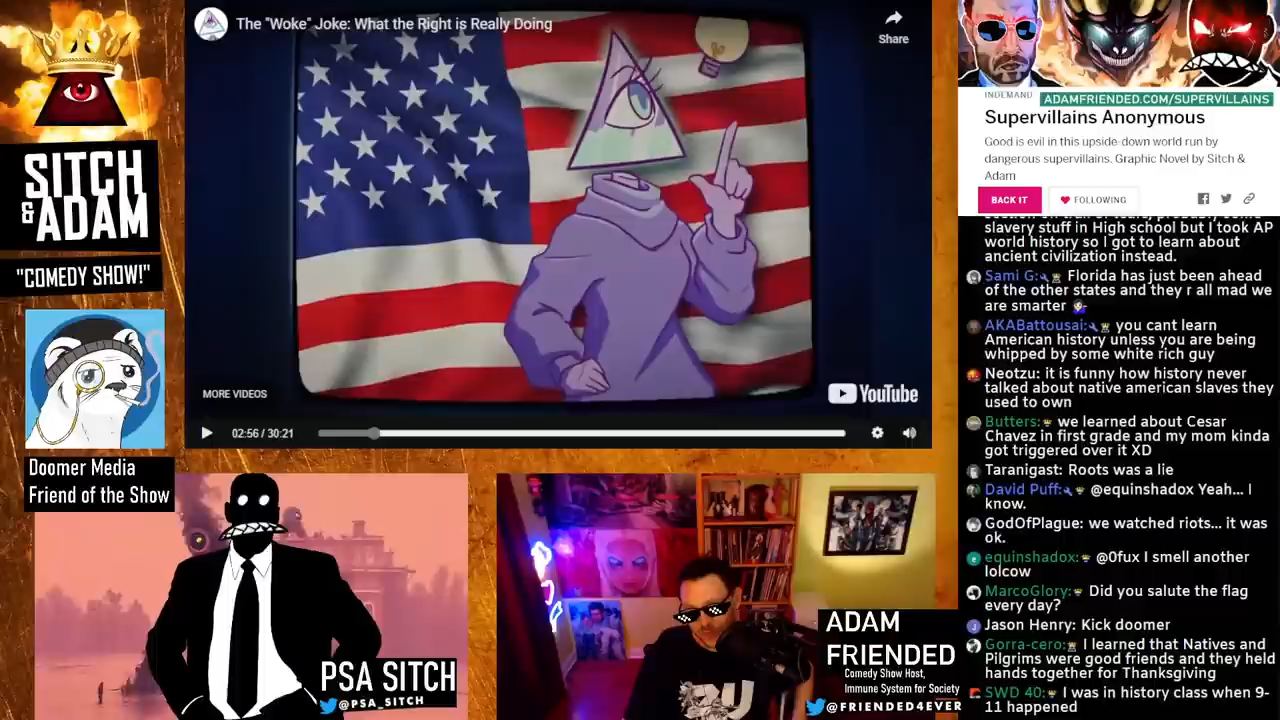 The "Woke" Joke: What the Right is Really Doing
Share
MORE VIDEOS
YouTube
02:56 / 30:21
SITCH
& ADAM
"COMEDY SHOW!"
Doomer Media
Friend of the Show
PSA SITCH
@PSA_SITCH
ADAM
FRIENDED
Comedy Show Host,
Immune System for Society
@FRIENDED4EVER
INDEMAND
ADAMFRIENDED.COM/SUPERVILLAINS
Supervillains Anonymous
Good is evil in this upside-down world run by
dangerous supervillains. Graphic Novel by Sitch &
Adam
BACK IT
FOLLOWING
slavery stuff in High school but I took AP
world history so I got to learn about
ancient civilization instead.
Sami G: Florida has just been ahead
of the other states and they r all mad we
are smarter
AKABattousai: you cant learn
American history unless you are being
whipped by some white rich guy
Neotzu: it is funny how history never
talked about native american slaves they
used to own
Butters: we learned about Cesar
Chavez in first grade and my mom kinda
got triggered over it XD
Taranigast: Roots was a lie
David Puff: @equinshadox Yeah... I
know.
GodOfPlague: we watched riots... it was
ok.
equinshadox: @0fux I smell another
lolcow
MarcoGlory: Did you salute the flag
every day?
Jason Henry: Kick doomer
Gorra-cero: I learned that Natives and
Pilgrims were good friends and they held
hands together for Thanksgiving
SWD 40: I was in history class when 9-
11 happened